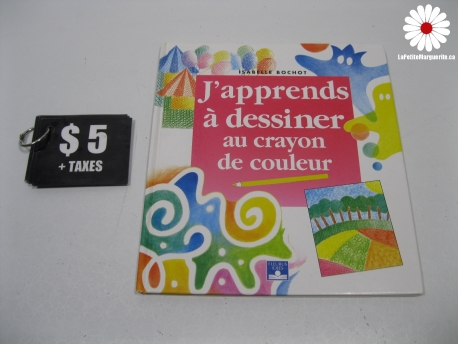 LaPetiteMarguerite.ca
ISABELLE BOCHOT
J'apprends
à dessiner
au crayon
de couleur
$ 5
+ TAXES